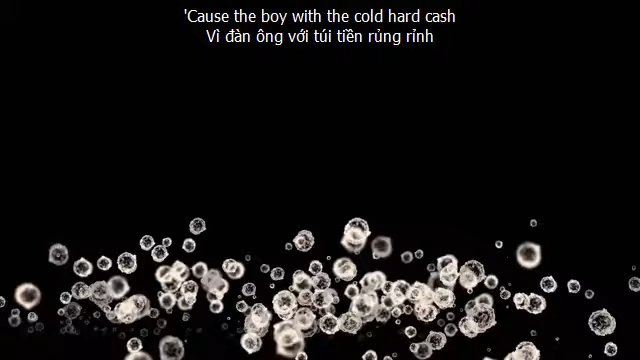 'Cause the boy with the cold hard cash
Vì đàn ông với túi tiền rủng rỉnh